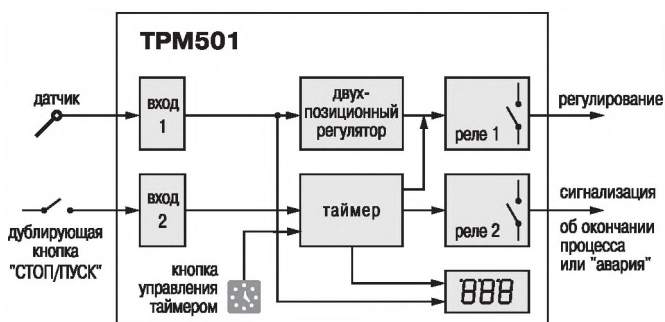 ТРМ501
датчик
вход
1
двух-
позиционный
регулятор
реле 1
регулирование
дублирующая
кнопка
"СТОП/ПУСК"
вход
2
таймер
реле 2
сигнализация
об окончании
процесса
или "авария"
кнопка
управления
таймером
888